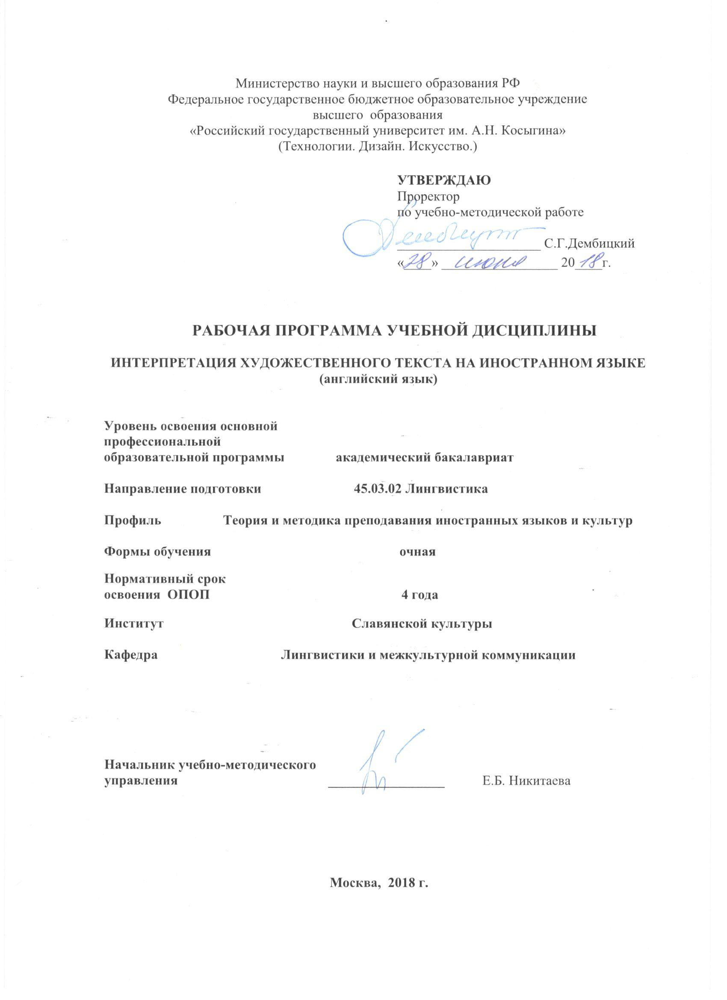 Министерство науки и высшего образования РФ
Федеральное государственное бюджетное образовательное учреждение
высшего образования
«Российский государственный университет им. А.Н. Косыгина»
(Технологии. Дизайн. Искусство.)
УТВЕРЖДАЮ
Проректор
по учебно-методической работе
С.Г.Дембицкий
«28» июня 2018г.
РАБОЧАЯ ПРОГРАММА УЧЕБНОЙ ДИСЦИПЛИНЫ
ИНТЕРПРЕТАЦИЯ ХУДОЖЕСТВЕННОГО ТЕКСТА НА ИНОСТРАННОМ ЯЗЫКЕ
(английский язык)
Уровень освоения основной
профессиональной
образовательной программы академический бакалавриат
Направление подготовки 45.03.02 Лингвистика
Профиль Теория и методика преподавания иностранных языков и культур
Формы обучения очная
Нормативный срок
освоения ОПОП 4 года
Институт Славянской культуры
Кафедра Лингвистики и межкультурной коммуникации
Начальник учебно-методического
управления Е.Б. Никитаева
Москва, 2018 г.